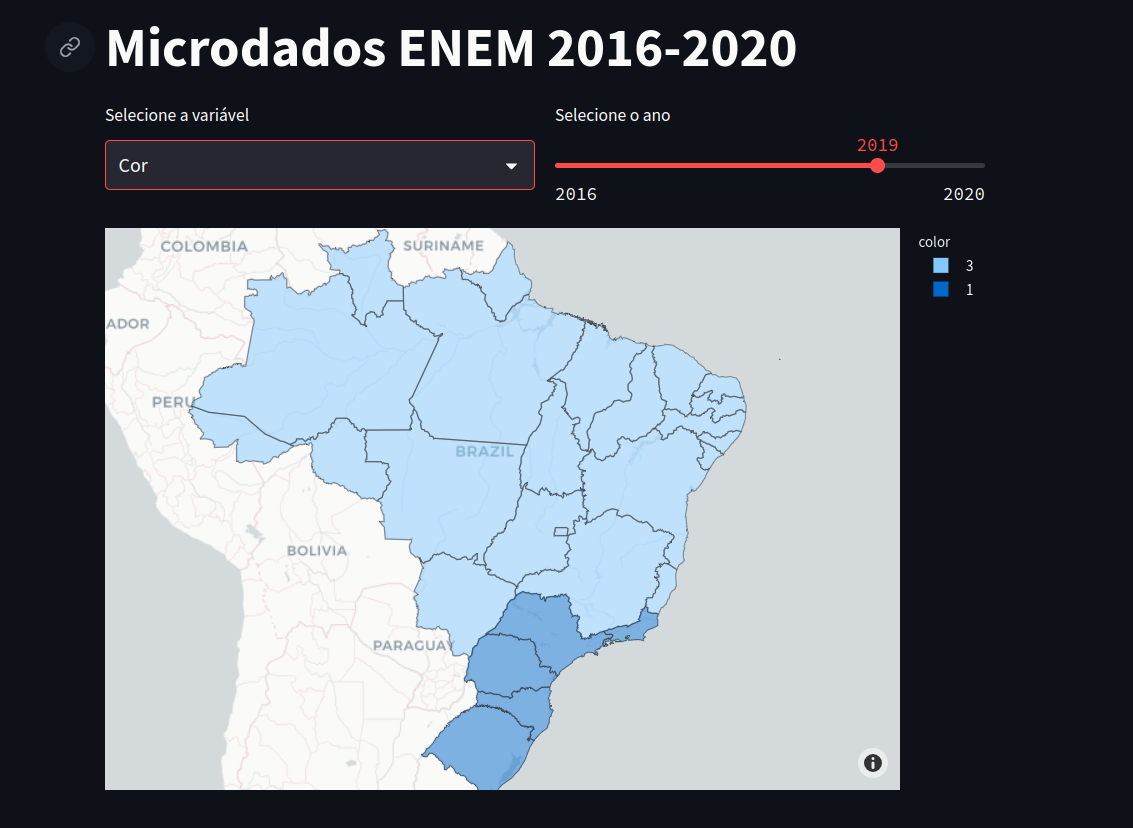 Microdados ENEM 2016-2020
Selecione a variável
Selecione o ano
Cor
2019
2016
2020
color
3
1
COLOMBIA
SURINAME
ADOR
PERU
BRAZIL
BOLIVIA
PARAGUAY